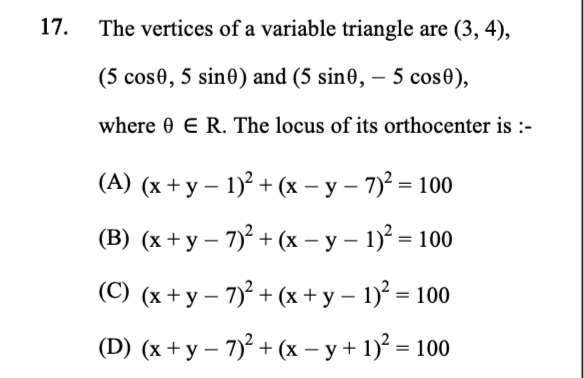 17. The vertices of a variable triangle are (3, 4),
(5 cosθ, 5 sinθ) and (5 sinθ, – 5 cosθ),
where θ ∈ R. The locus of its orthocenter is :-
(A) (x + y – 1)² + (x – y – 7)² = 100
(B) (x + y – 7)² + (x – y – 1)² = 100
(C) (x + y – 7)² + (x + y – 1)² = 100
(D) (x + y – 7)² + (x – y + 1)² = 100